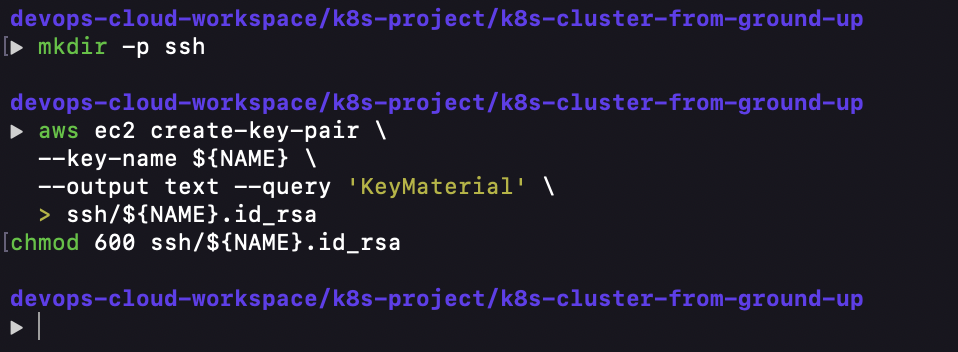 devops-cloud-workspace/k8s-project/k8s-cluster-from-ground-up
[▶ mkdir -p ssh
devops-cloud-workspace/k8s-project/k8s-cluster-from-ground-up
▶ aws ec2 create-key-pair \
--key-name ${NAME} \
--output text --query 'KeyMaterial' \
> ssh/${NAME}.id_rsa
[chmod 600 ssh/${NAME}.id_rsa
devops-cloud-workspace/k8s-project/k8s-cluster-from-ground-up
▶